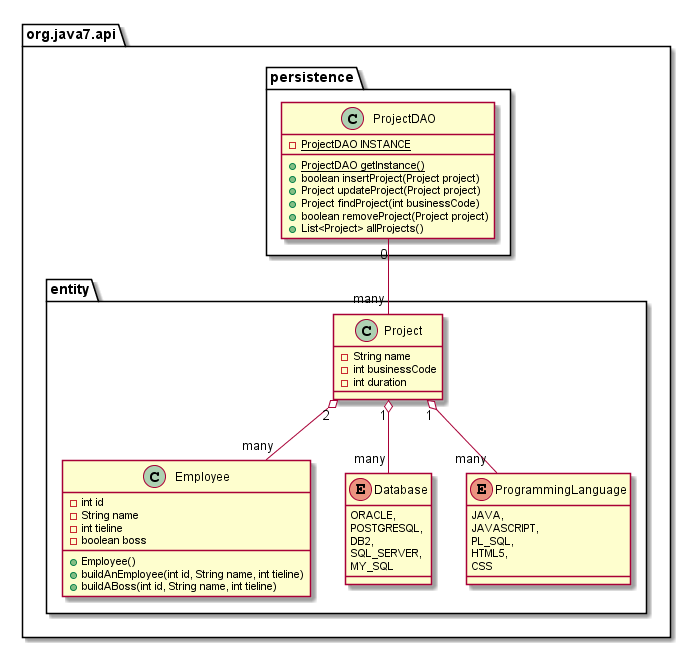 org.java7.api
persistence
C ProjectDAO
ProjectDAO INSTANCE
ProjectDAO getInstance()
boolean insertProject(Project project)
Project updateProject(Project project)
Project findProject(int businessCode)
boolean removeProject(Project project)
List<Project> allProjects()
0
many
entity
C Project
String name
int businessCode
int duration
2
1
1
many
many
many
C Employee
int id
String name
int tieline
boolean boss
Employee()
buildAnEmployee(int id, String name, int tieline)
buildABoss(int id, String name, int tieline)
E Database
ORACLE,
POSTGRESQL,
DB2,
SQL_SERVER,
MY_SQL
E ProgrammingLanguage
JAVA,
JAVASCRIPT,
PL_SQL,
HTML5,
CSS